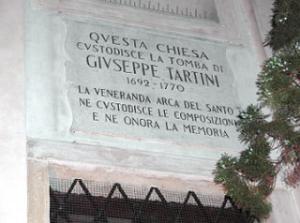 QVESTA CHIESA
CVSTODISCE LA TOMBA DI
GIVSEPPE TARTINI
1692-1770
LA VENERANDA ARCA DEL SANTO
NE CVSTODISCE LE COMPOSIZIONI
E NE ONORA LA MEMORIA